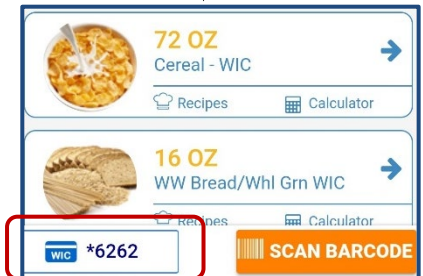 72 OZ
Cereal - WIC
Recipes Calculator
16 OZ
WW Bread/Whl Grn WIC
Recipes Calculator
WIC *6262 SCAN BARCODE